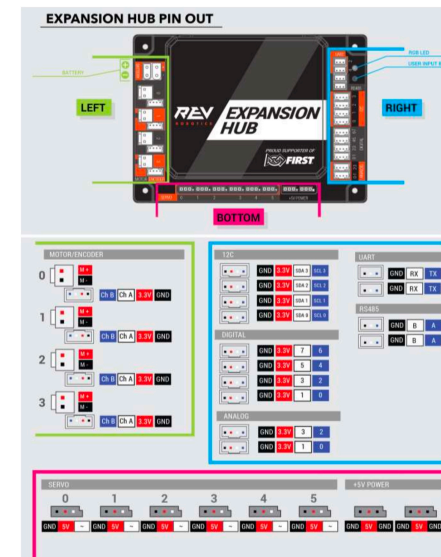 EXPANSION HUB PIN OUT
RGB LED
USER INPUT B
BATTERY
LEFT
RIGHT
REV
ROBOTICS
EXPANSION
HUB
PROUD SUPPORTER OF
FIRST
BOTTOM
+5V POWER
MOTOR/ENCODER
0 M +
M -
Ch B Ch A 3.3V GND
1 M +
M -
Ch B Ch A 3.3V GND
2 M +
M -
Ch B Ch A 3.3V GND
3 M +
M -
Ch B Ch A 3.3V GND
I2C
GND 3.3V SDA 3 SCL 3
GND 3.3V SDA 2 SCL 2
GND 3.3V SDA 1 SCL 1
GND 3.3V SDA 0 SCL 0
DIGITAL
GND 3.3V 7 6
GND 3.3V 5 4
GND 3.3V 3 2
GND 3.3V 1 0
ANALOG
GND 3.3V 3 2
GND 3.3V 1 0
UART
GND RX TX
GND RX TX
RS485
GND B A
GND B A
SERVO
0 1 2 3 4 5
GND 5V ~ GND 5V ~ GND 5V ~ GND 5V ~ GND 5V ~ GND 5V ~
+5V POWER
GND 5V GND GND 5V GND